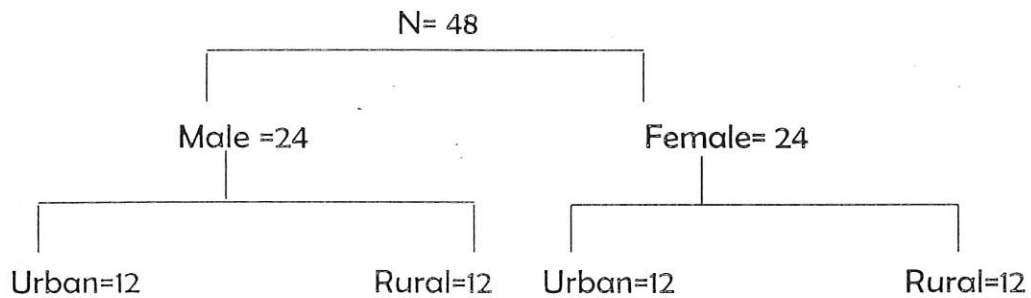 N= 48
Male =24 Female= 24
Urban=12 Rural=12 Urban=12 Rural=12